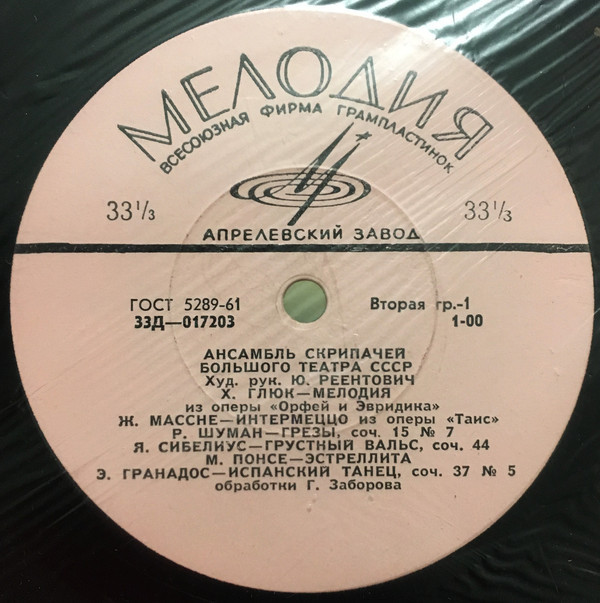 МЕЛОДИЯ
ВСЕСОЮЗНАЯ ФИРМА ГРАМПЛАСТИНОК
33⅓ 33⅓
АПРЕЛЕВСКИЙ ЗАВОД
ГОСТ 5289-61 Вторая гр.-1
33Д—017203 1-00
АНСАМБЛЬ СКРИПАЧЕЙ
БОЛЬШОГО ТЕАТРА СССР
Худ. рук. Ю. РЕЕНТОВИЧ
Х. ГЛЮК—МЕЛОДИЯ
из оперы «Орфей и Эвридика»
Ж. МАССНЕ—ИНТЕРМЕЦЦО из оперы «Таис»
Р. ШУМАН—ГРЕЗЫ, соч. 15 № 7
Я. СИБЕЛИУС—ГРУСТНЫЙ ВАЛЬС, соч. 44
М. ПОНСЕ—ЭСТРЕЛЛИТА
Э. ГРАНАДОС—ИСПАНСКИЙ ТАНЕЦ, соч. 37 № 5
обработки Г. Заборова